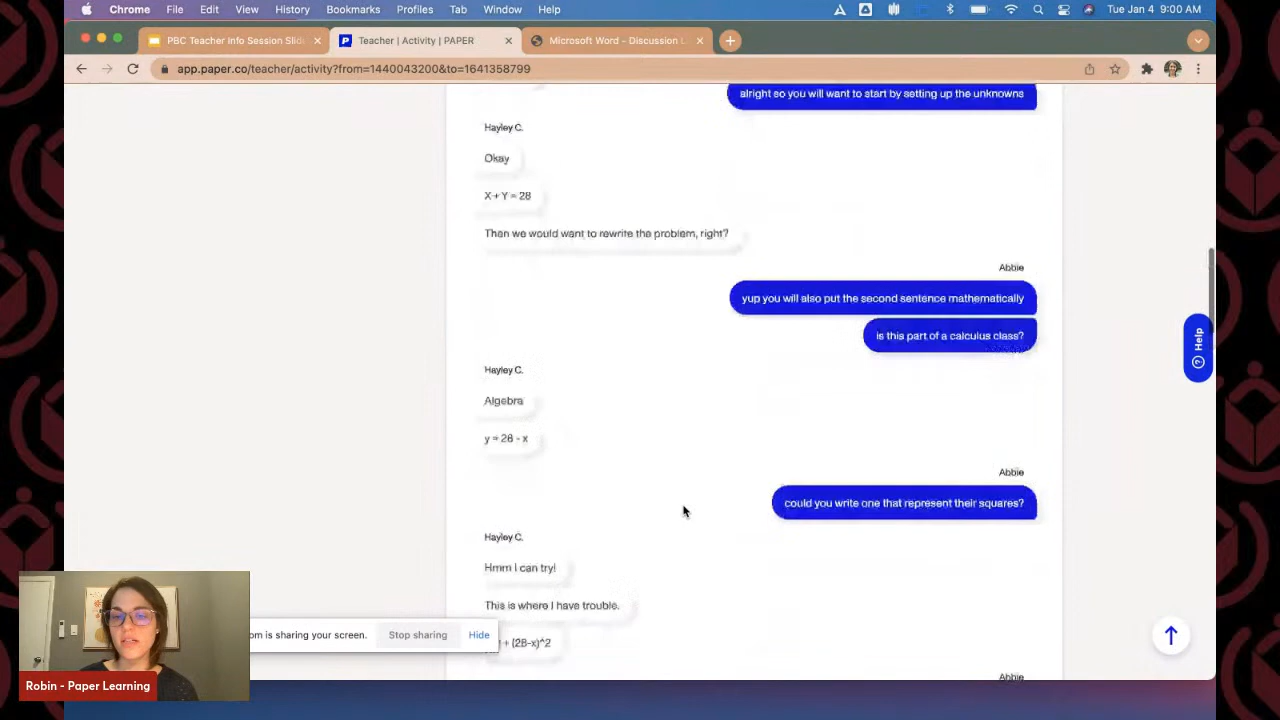 Chrome File Edit View History Bookmarks Profiles Tab Window Help Tue Jan 4 9:00 AM
PBC Teacher Info Session Slide Teacher | Activity | PAPER Microsoft Word - Discussion
app.paper.co/teacher/activity?from=1440043200&to=1641358799
alright so you will want to start by setting up the unknowns
Hayley C.
Okay
X + Y = 28
Then we would want to rewrite the problem, right?
Abbie
yup you will also put the second sentence mathematically
is this part of a calculus class?
Help
Hayley C.
Algebra
y = 28 - x
Abbie
could you write one that represent their squares?
Hayley C.
Hmm I can try!
This is where I have trouble.
om is sharing your screen. Stop sharing Hide
+ (28-x)^2
Abbie
Robin - Paper Learning